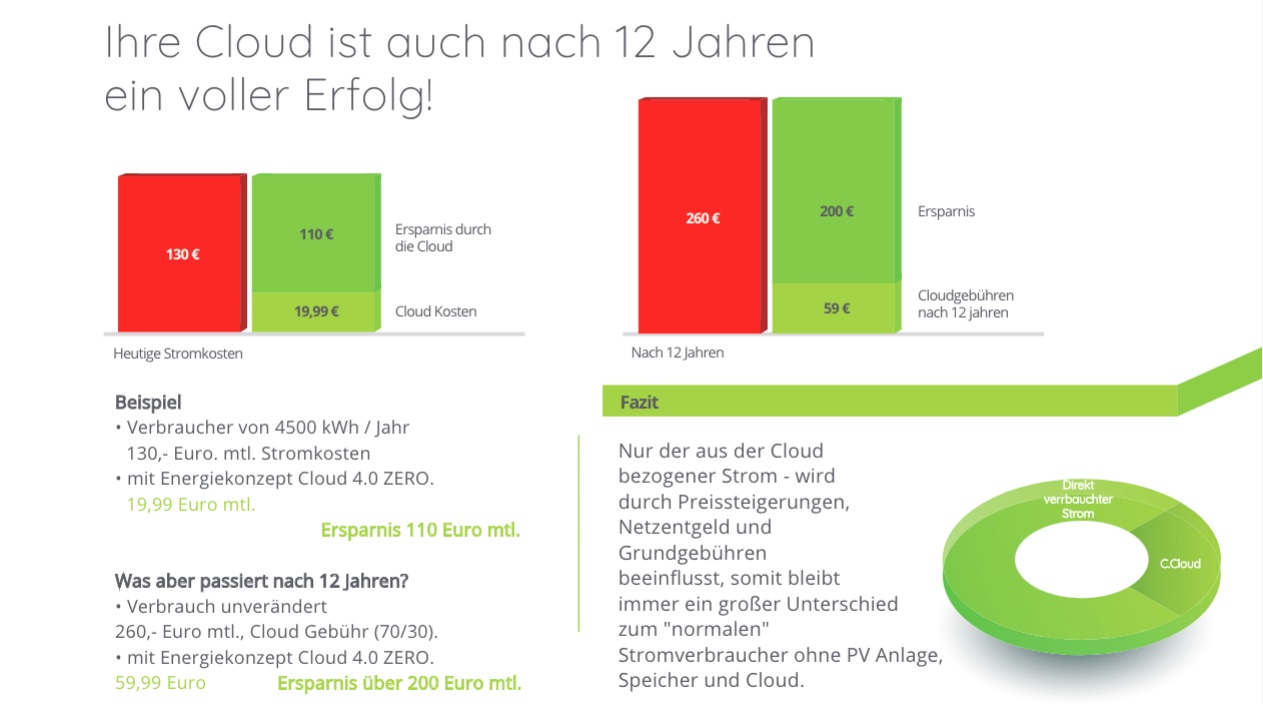 Ihre Cloud ist auch nach 12 Jahren
ein voller Erfolg!
130 €
110 €
19,99 €
Ersparnis durch
die Cloud
Cloud Kosten
Heutige Stromkosten
260 €
200 €
59 €
Ersparnis
Cloudgebühren
nach 12 jahren
Nach 12 Jahren
Beispiel
• Verbraucher von 4500 kWh / Jahr
130,- Euro. mtl. Stromkosten
• mit Energiekonzept Cloud 4.0 ZERO.
19,99 Euro mtl.
Ersparnis 110 Euro mtl.
Was aber passiert nach 12 Jahren?
• Verbrauch unverändert
260,- Euro mtl., Cloud Gebühr (70/30).
• mit Energiekonzept Cloud 4.0 ZERO.
59,99 Euro Ersparnis über 200 Euro mtl.
Fazit
Nur der aus der Cloud
bezogener Strom - wird
durch Preissteigerungen,
Netzentgeld und
Grundgebühren
beeinflusst, somit bleibt
immer ein großer Unterschied
zum "normalen"
Stromverbraucher ohne PV Anlage,
Speicher und Cloud.
Direkt
verrbauchter
Strom
C.Cloud